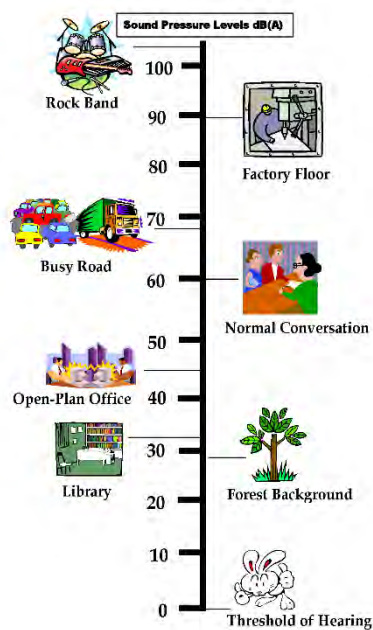 Sound Pressure Levels dB(A)
100
Rock Band
90
80
Factory Floor
70
Busy Road
60
Normal Conversation
50
Open-Plan Office
40
30
Library
Forest Background
20
10
0
Threshold of Hearing